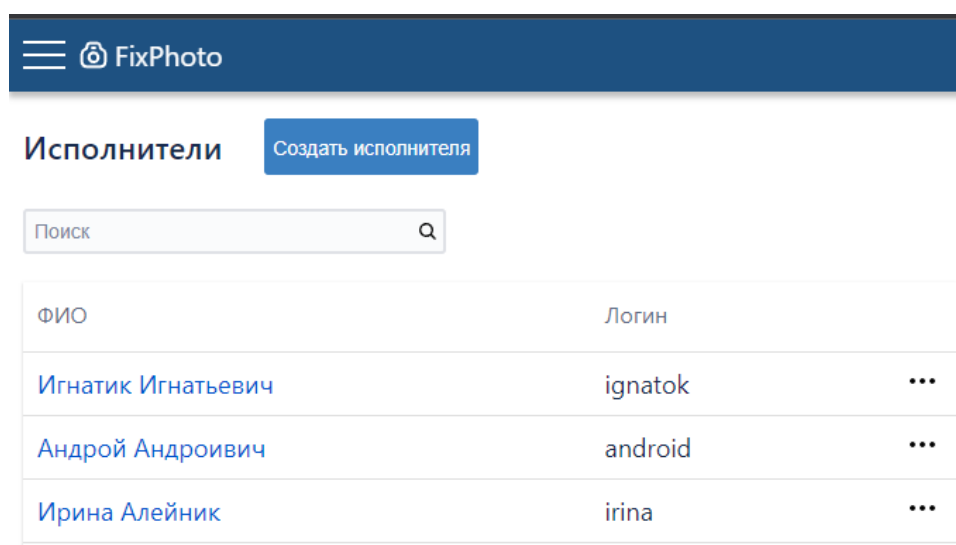 FixPhoto
Исполнители Создать исполнителя
Поиск
ФИО Логин
Игнатик Игнатьевич ignatok
Андрой Андроивич android
Ирина Алейник irina